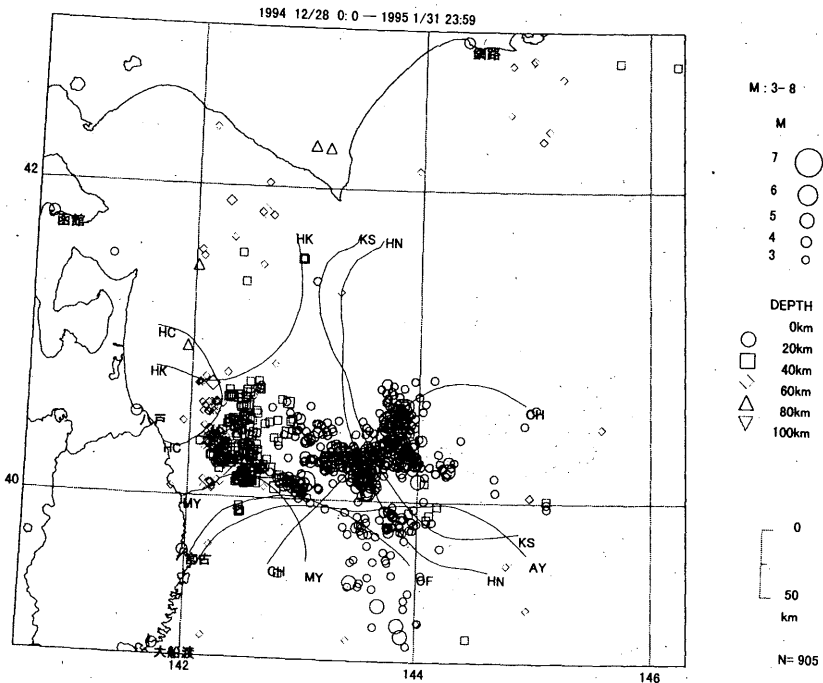 1994 12/28 0:0 — 1995 1/31 23:59
釧路
M : 3-8
M
7
6
5
4
3
42
函館
HK
KS
HN
DEPTH
0km
20km
40km
60km
80km
100km
HC
HK
八戸
OH
HC
40
MY
宮古
KS
AY
MY
OF
HN
0
50
km
大船渡
142
144
146
N= 905